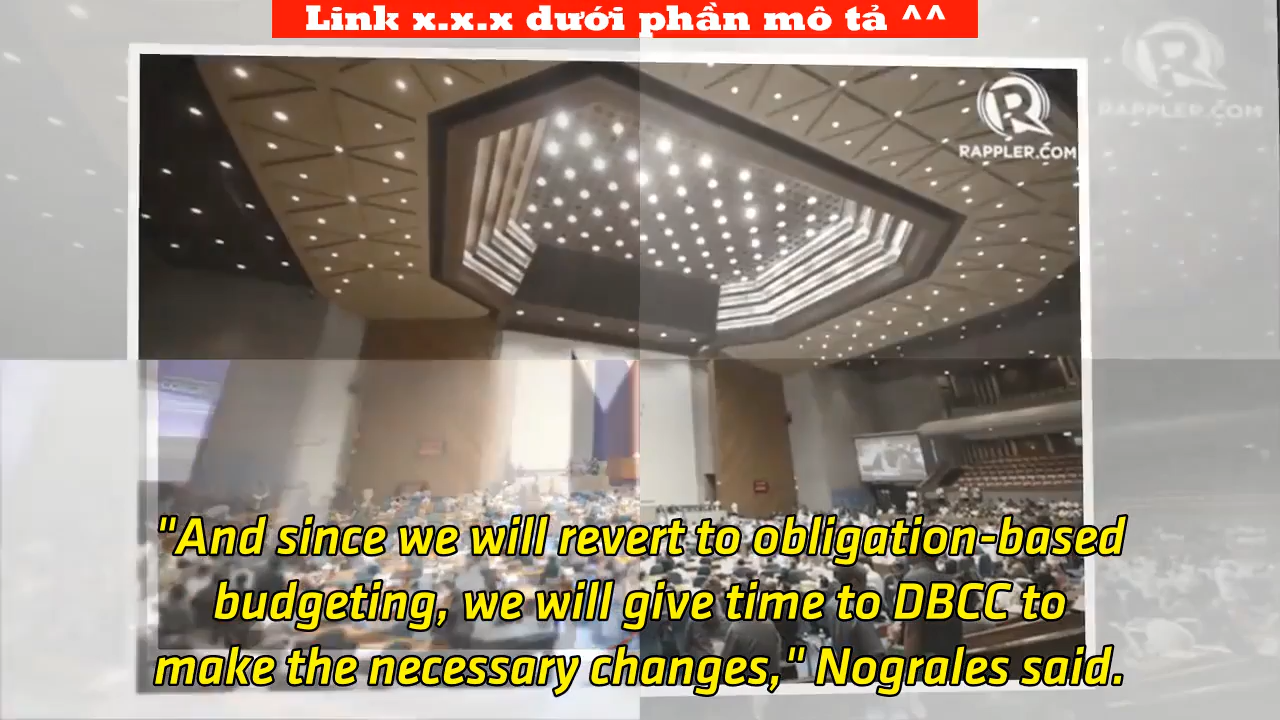 Link x.x.x dưới phần mô tả ^^
RAPPLER.COM
RAPPLER.COM
"And since we will revert to obligation-based
budgeting, we will give time to DBCC to
make the necessary changes," Nograles said.